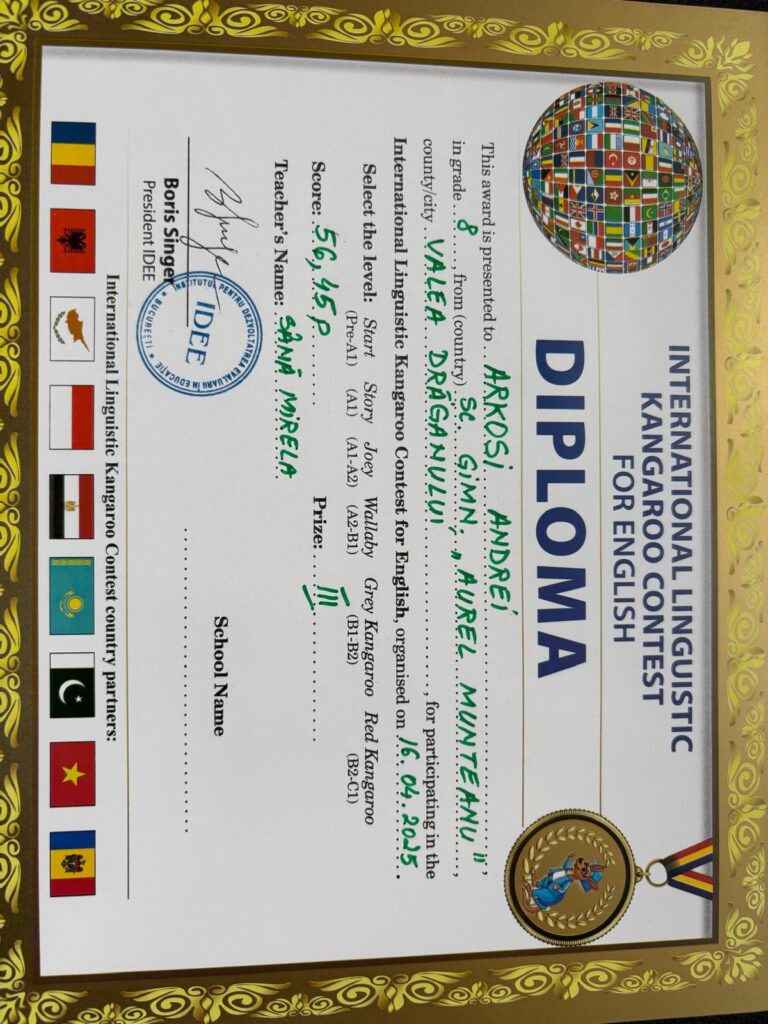 INTERNATIONAL LINGUISTIC
KANGAROO CONTEST
FOR ENGLISH
DIPLOMA
This award is presented to ARKOSI ANDREI,
in grade 8, from (country) SC. GIMN. „AUREL MUNTEANU",
county/city VALEA DRĂGANULUI, for participating in the
International Linguistic Kangaroo Contest for English, organised on 16.04.2025.
Select the level: Start Story Joey Wallaby Grey Kangaroo Red Kangaroo
(Pre-A1) (A1) (A1-A2) (A2-B1) (B1-B2) (B2-C1)
Score: 56,45p Prize: III
Teacher's Name: SÂNĂ MIRELA
School Name
Boris Singer
President IDEE
INSTITUTUL PENTRU DEZVOLTAREA EVALUĂRII ÎN EDUCAȚIE
IDEE
* BUCUREȘTI *
International Linguistic Kangaroo Contest country partners: